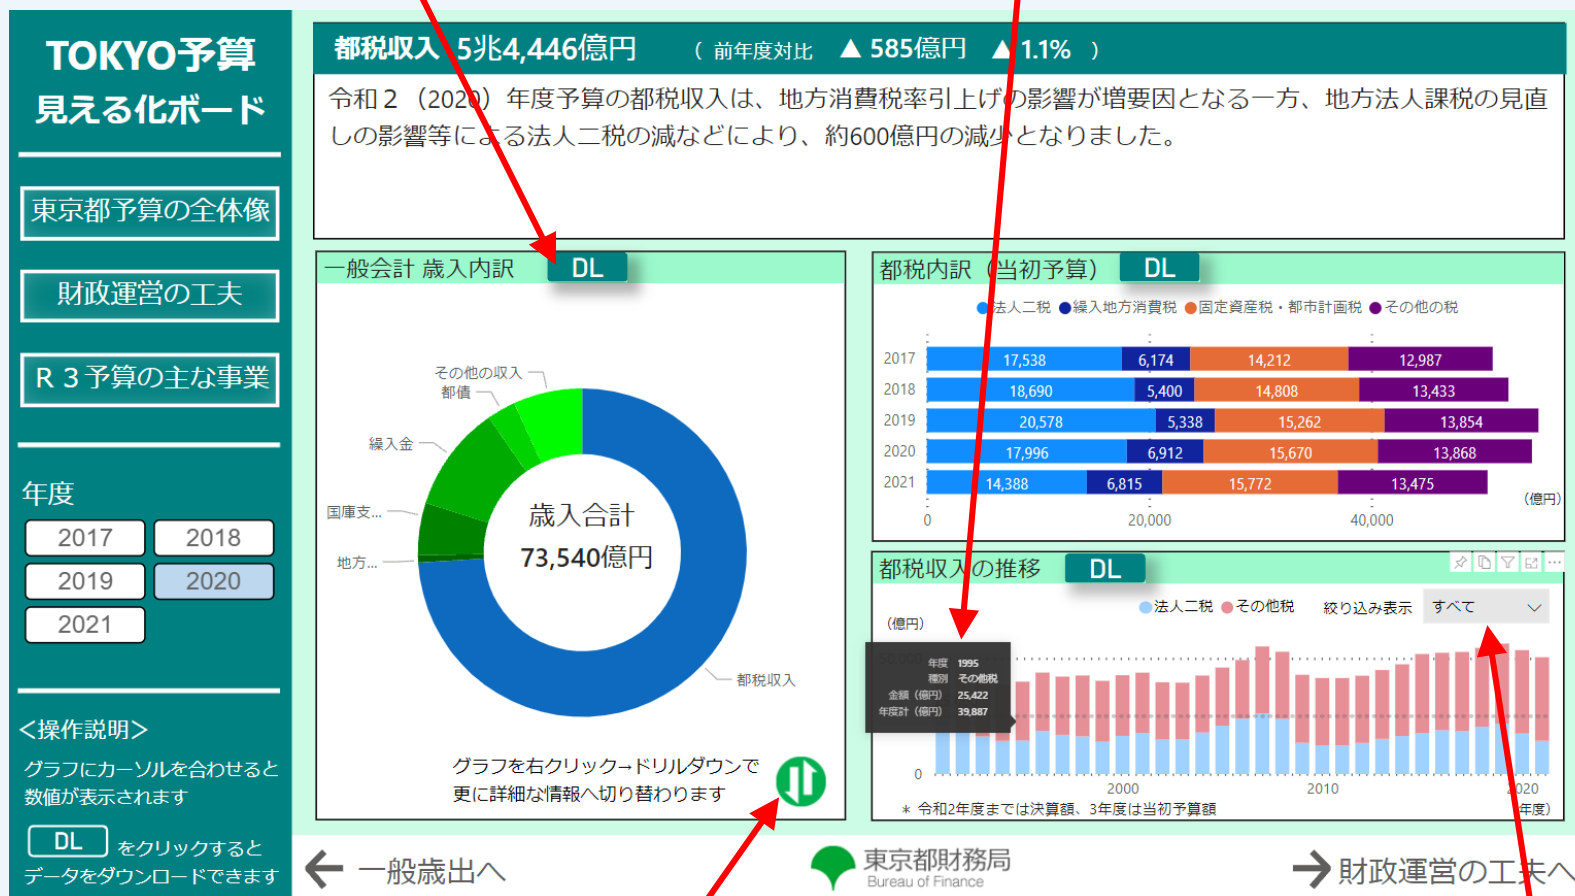 TOKYO予算
見える化ボード
東京都予算の全体像
財政運営の工夫
R3予算の主な事業
年度
2017 2018
2019 2020
2021
<操作説明>
グラフにカーソルを合わせると
数値が表示されます
DL をクリックすると
データをダウンロードできます
都税収入 5兆4,446億円 ( 前年度対比 ▲ 585億円 ▲ 1.1% )
令和2(2020)年度予算の都税収入は、地方消費税率引上げの影響が増要因となる一方、地方法人課税の見直
しの影響等による法人二税の減などにより、約600億円の減少となりました。
一般会計 歳入内訳 DL
その他の収入
都債
繰入金
国庫支...
地方...
歳入合計
73,540億円
都税収入
グラフを右クリック→ドリルダウンで
更に詳細な情報へ切り替わります
都税内訳(当初予算) DL
法人二税 繰入地方消費税 固定資産税・都市計画税 その他の税
2017 17,538 6,174 14,212 12,987
2018 18,690 5,400 14,808 13,433
2019 20,578 5,338 15,262 13,854
2020 17,996 6,912 15,670 13,868
2021 14,388 6,815 15,772 13,475
(億円)
0 20,000 40,000
都税収入の推移 DL
法人二税 その他税 絞り込み表示 すべて
(億円)
年度 1995
種別 その他税
金額(億円) 25,422
年度計(億円) 39,887
0
2000 2010 2020
* 令和2年度までは決算額、3年度は当初予算額
年度)
← 一般歳出へ
東京都財務局
Bureau of Finance
→ 財政運営の工夫へ